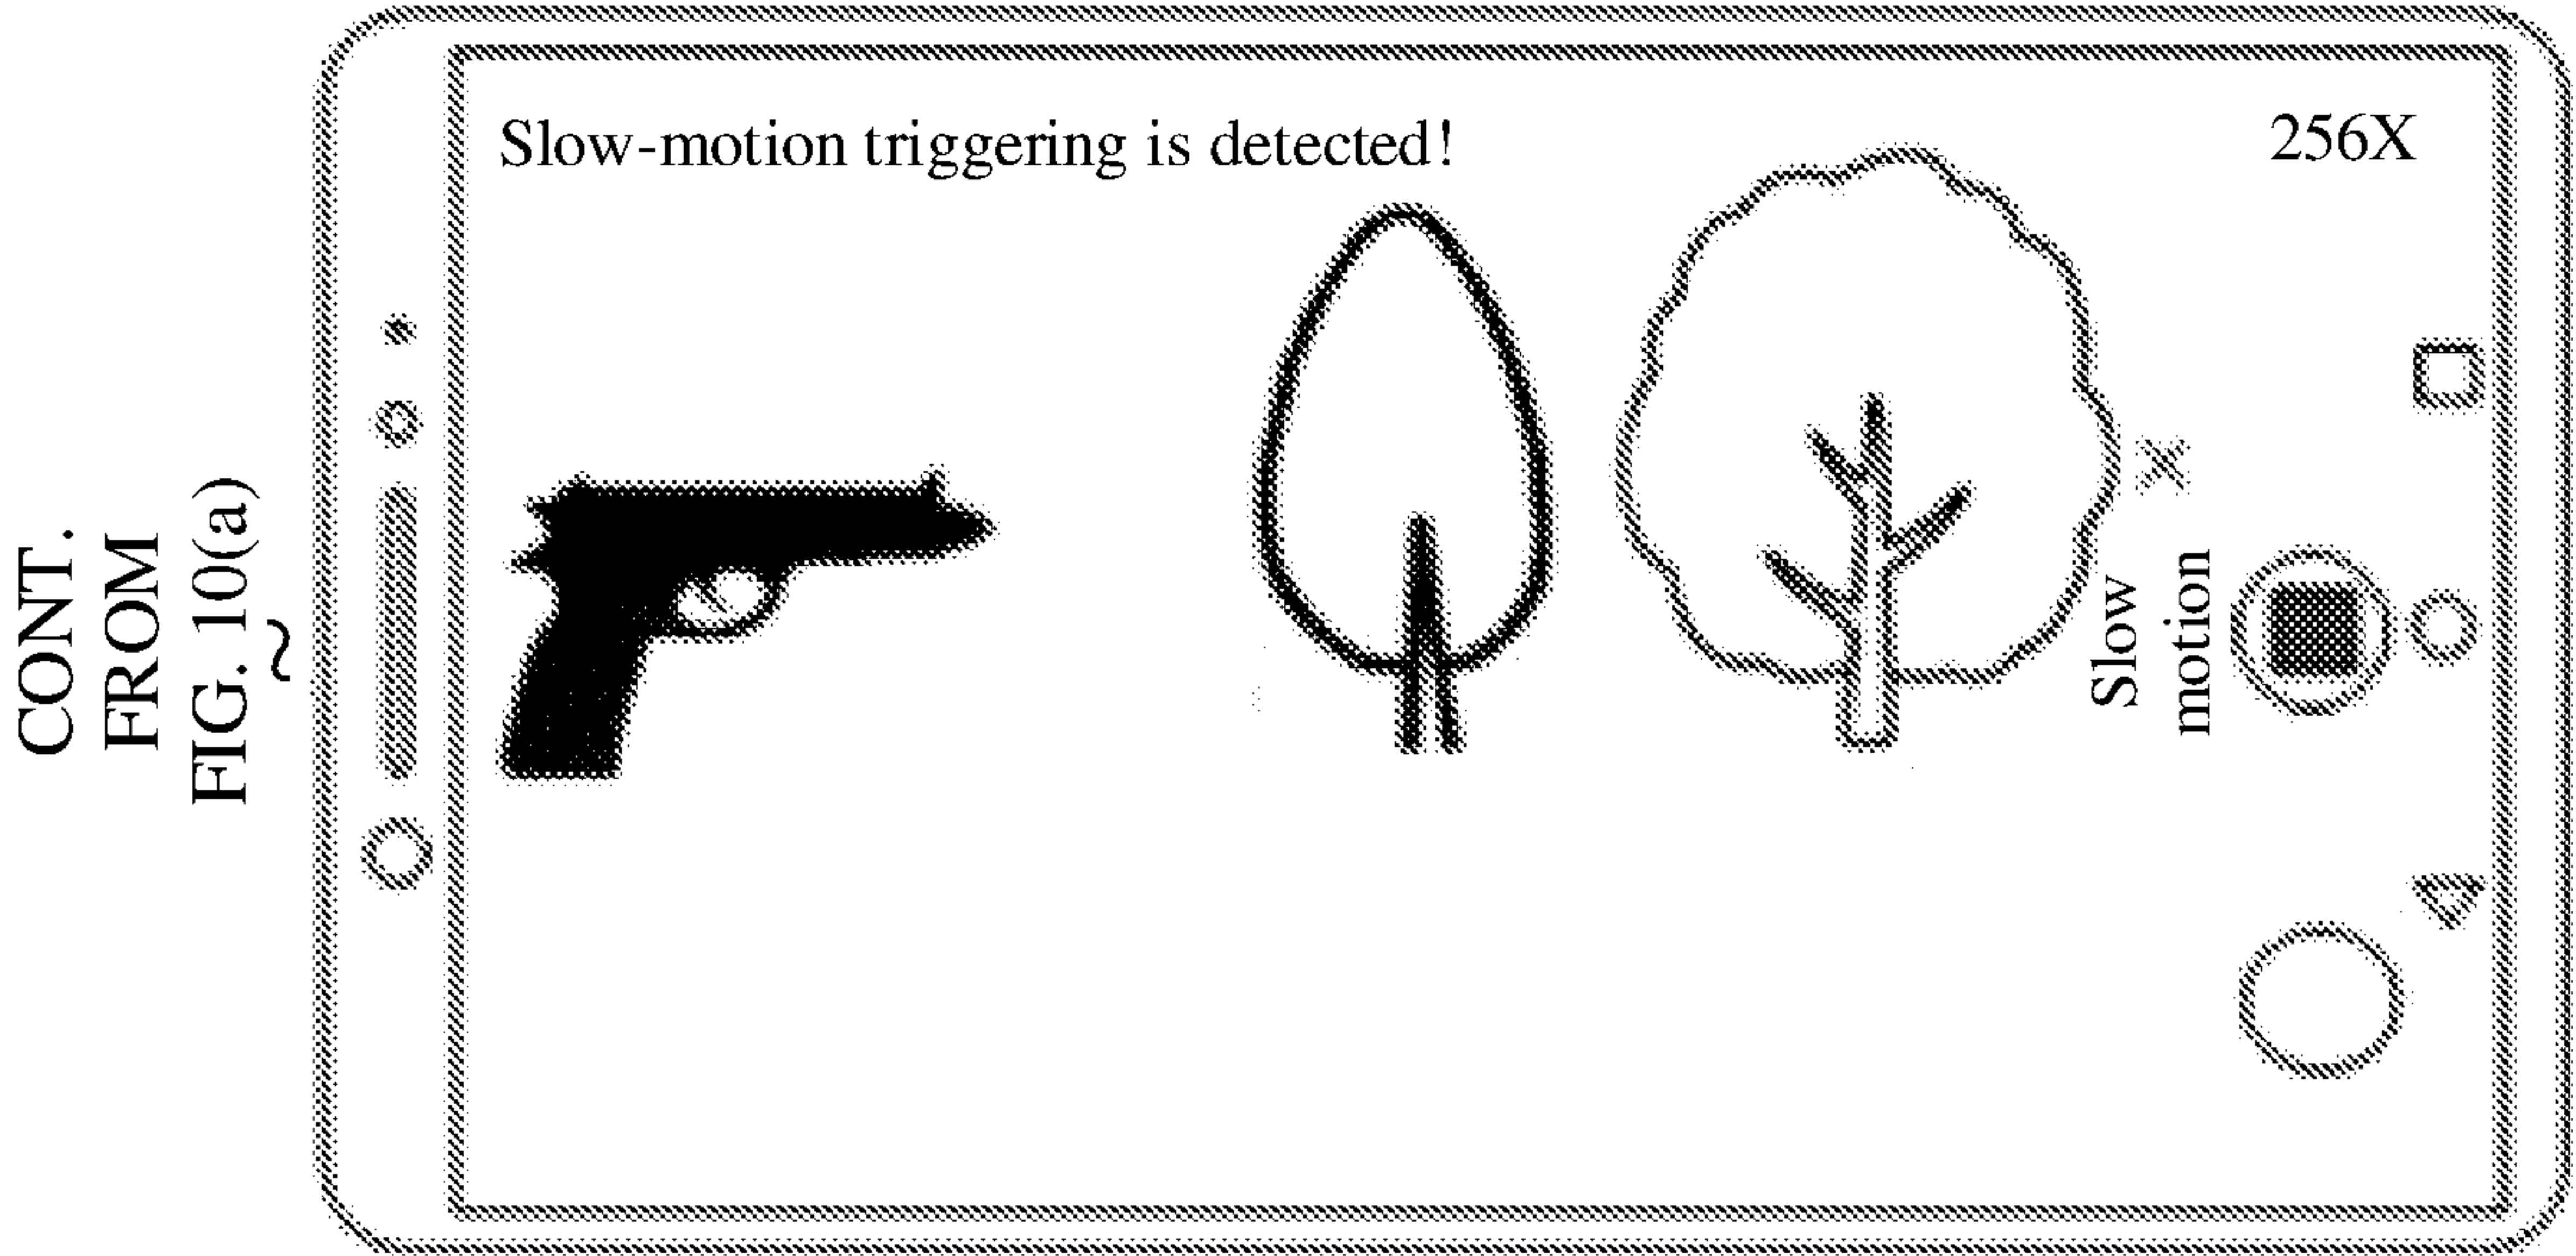 CONT.
FROM
FIG. 10(a)
Slow-motion triggering is detected!
256X
Slow
motion